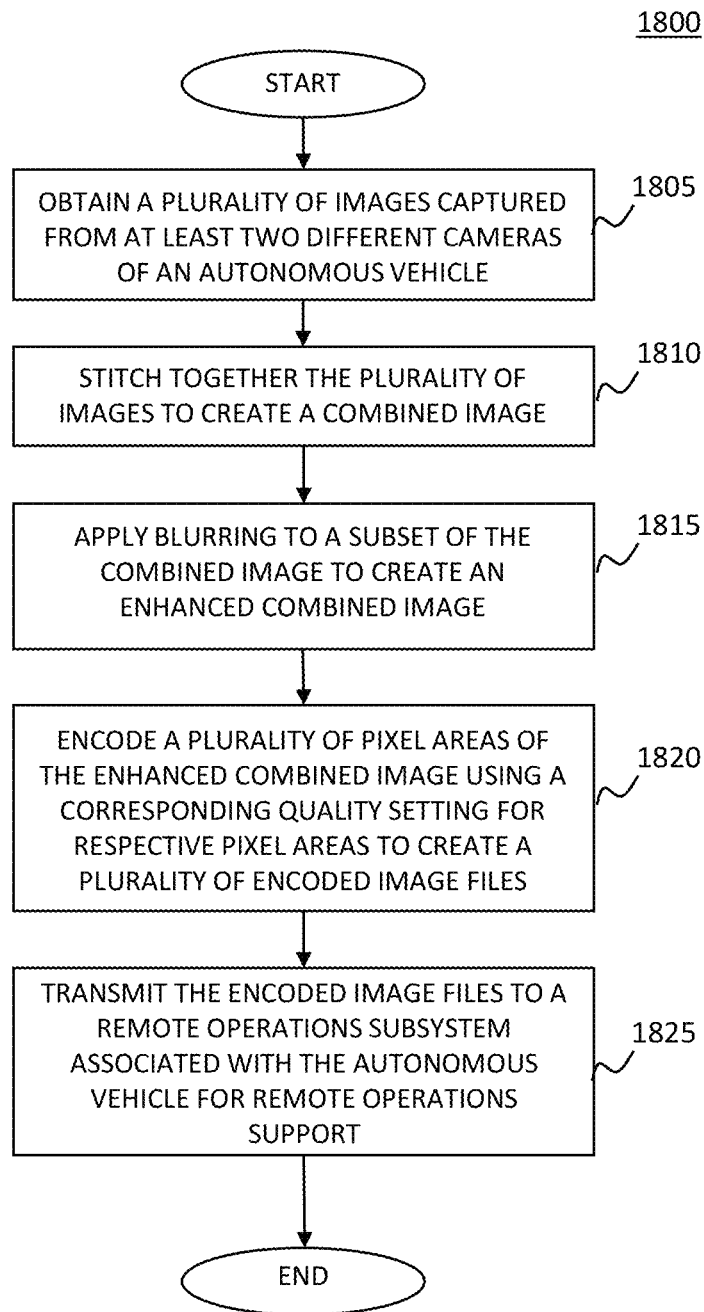 1800
START
OBTAIN A PLURALITY OF IMAGES CAPTURED
FROM AT LEAST TWO DIFFERENT CAMERAS
OF AN AUTONOMOUS VEHICLE
1805
STITCH TOGETHER THE PLURALITY OF
IMAGES TO CREATE A COMBINED IMAGE
1810
APPLY BLURRING TO A SUBSET OF THE
COMBINED IMAGE TO CREATE AN
ENHANCED COMBINED IMAGE
1815
ENCODE A PLURALITY OF PIXEL AREAS OF
THE ENHANCED COMBINED IMAGE USING A
CORRESPONDING QUALITY SETTING FOR
RESPECTIVE PIXEL AREAS TO CREATE A
PLURALITY OF ENCODED IMAGE FILES
1820
TRANSMIT THE ENCODED IMAGE FILES TO A
REMOTE OPERATIONS SUBSYSTEM
ASSOCIATED WITH THE AUTONOMOUS
VEHICLE FOR REMOTE OPERATIONS
SUPPORT
1825
END